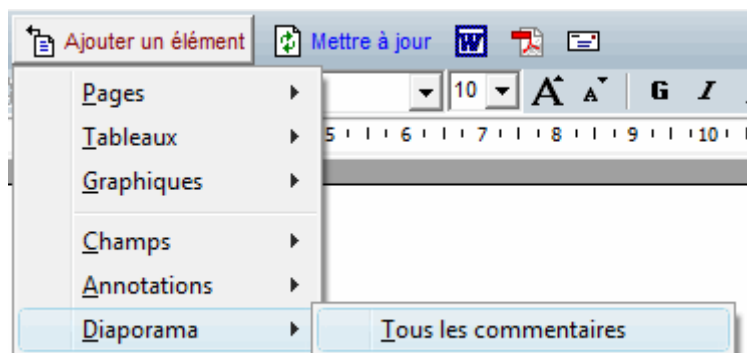 Ajouter un élément Mettre à jour W
Pages 10 A A G I
Tableaux 5 6 7 8 9 10
Graphiques
Champs
Annotations
Diaporama Tous les commentaires